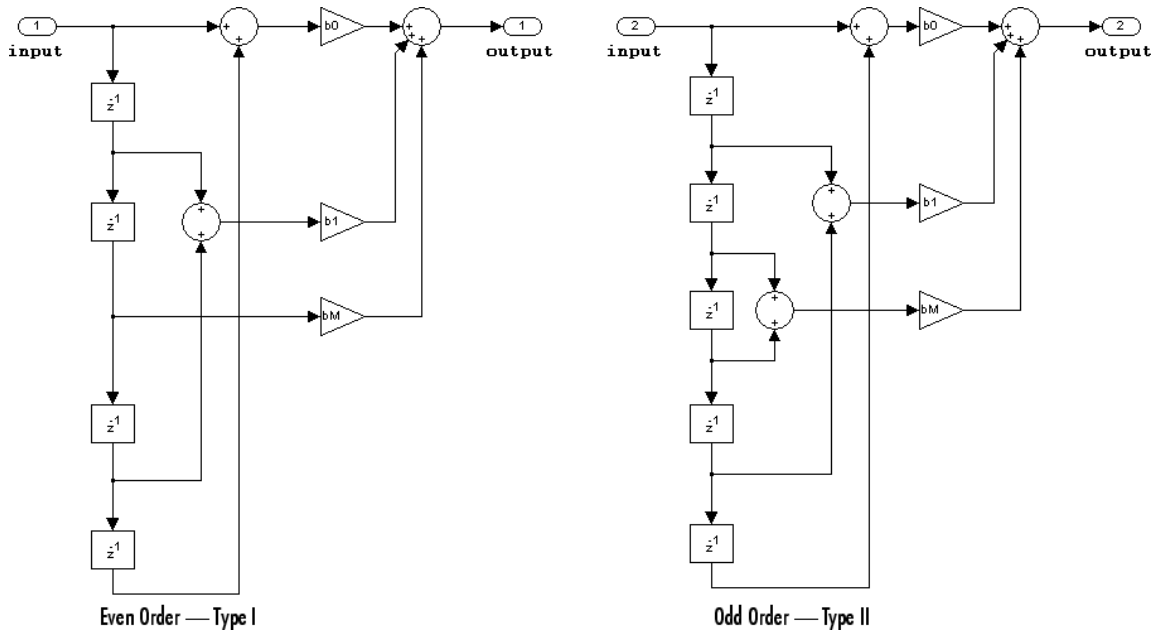 1
input
+
+
b0
+
+
+
1
output
z-1
z-1
+
+
b1
bM
z-1
z-1
Even Order — Type I
2
input
+
+
b0
+
+
+
2
output
z-1
z-1
+
+
b1
z-1
+
+
bM
z-1
z-1
Odd Order — Type II